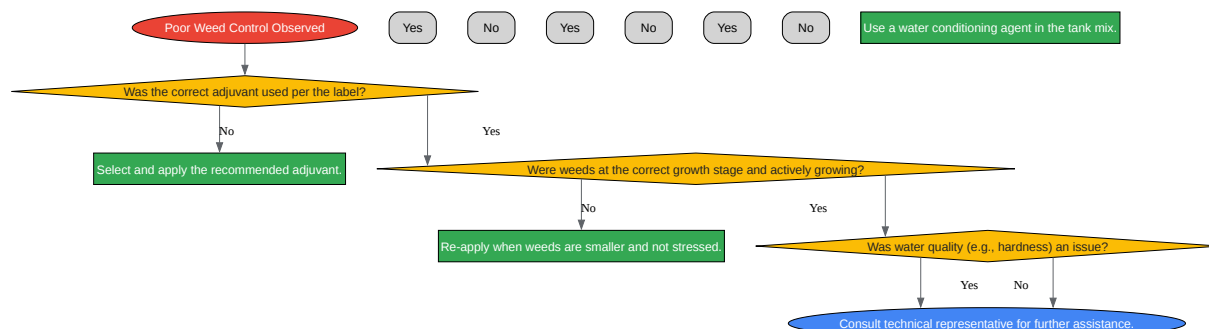 Poor Weed Control Observed
Yes
No
Yes
No
Yes
No
Use a water conditioning agent in the tank mix.
Was the correct adjuvant used per the label?
No
Yes
Select and apply the recommended adjuvant.
Were weeds at the correct growth stage and actively growing?
No
Yes
Re-apply when weeds are smaller and not stressed.
Was water quality (e.g., hardness) an issue?
Yes
No
Consult technical representative for further assistance.